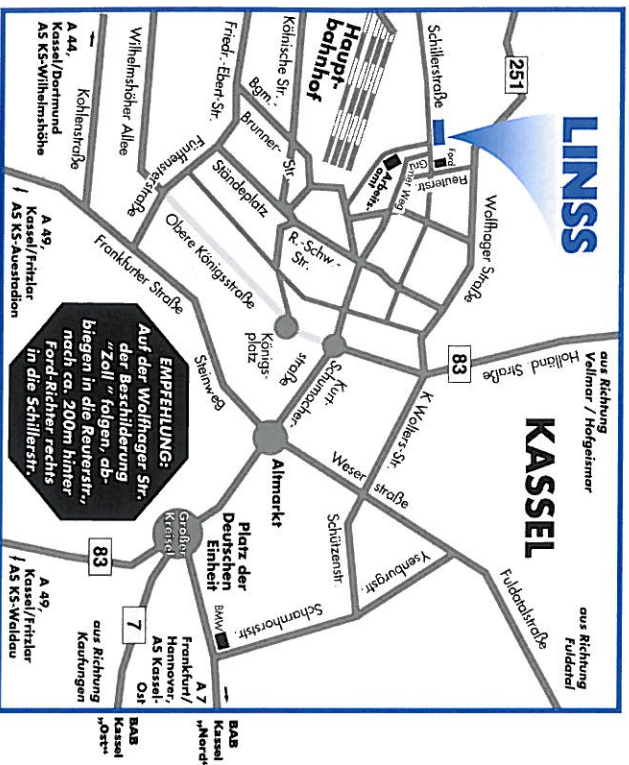 LINSS
KASSEL
aus Richtung
Vellmar / Hofgeismar
aus Richtung
Fuldatal
251
Schillerstraße
Ford
Grüner Weg
Reuterstr.
Arbeits-
amt
Wolfhager Straße
83
Holländ. Straße
Haupt-
bahnhof
Kölnische Str.
Bgm.-
Brunner-
Str.
Friedr.-Ebert-Str.
Fünffensterstraße
Ständeplatz
Obere Königsstraße
R.-Schw.-
Str.
Königs-
platz
Kurt-
Schumacher-
straße
K Wolters-Str.
Weser
straße
Fuldatalstraße
Ysenburgstr.
Schützenstr.
Scharnhorststr.
BMW
Wilhelmshöher Allee
Kohlenstraße
A 44,
Kassel/Dortmund
AS KS-Wilhelmshöhe
Frankfurter Straße
Steinweg
Altmarkt
Platz der
Deutschen
Einheit
Großer
Kreisel
A 49,
Kassel/Fritzlar
AS KS-Auestadion
EMPFEHLUNG:
Auf der Wolfhager Str.
der Beschilderung
"Zoll" folgen, ab-
biegen in die Reuterstr.,
nach ca. 200m hinter
Ford-Richter rechts
in die Schillerstr.
83
A 49,
Kassel/Fritzlar
AS KS-Waldau
7
aus Richtung
Kaufungen
A 7
Frankfurt/
Hannover,
AS Kassel-
Ost
BAB
Kassel
„Nord“
BAB
Kassel
„Ost“